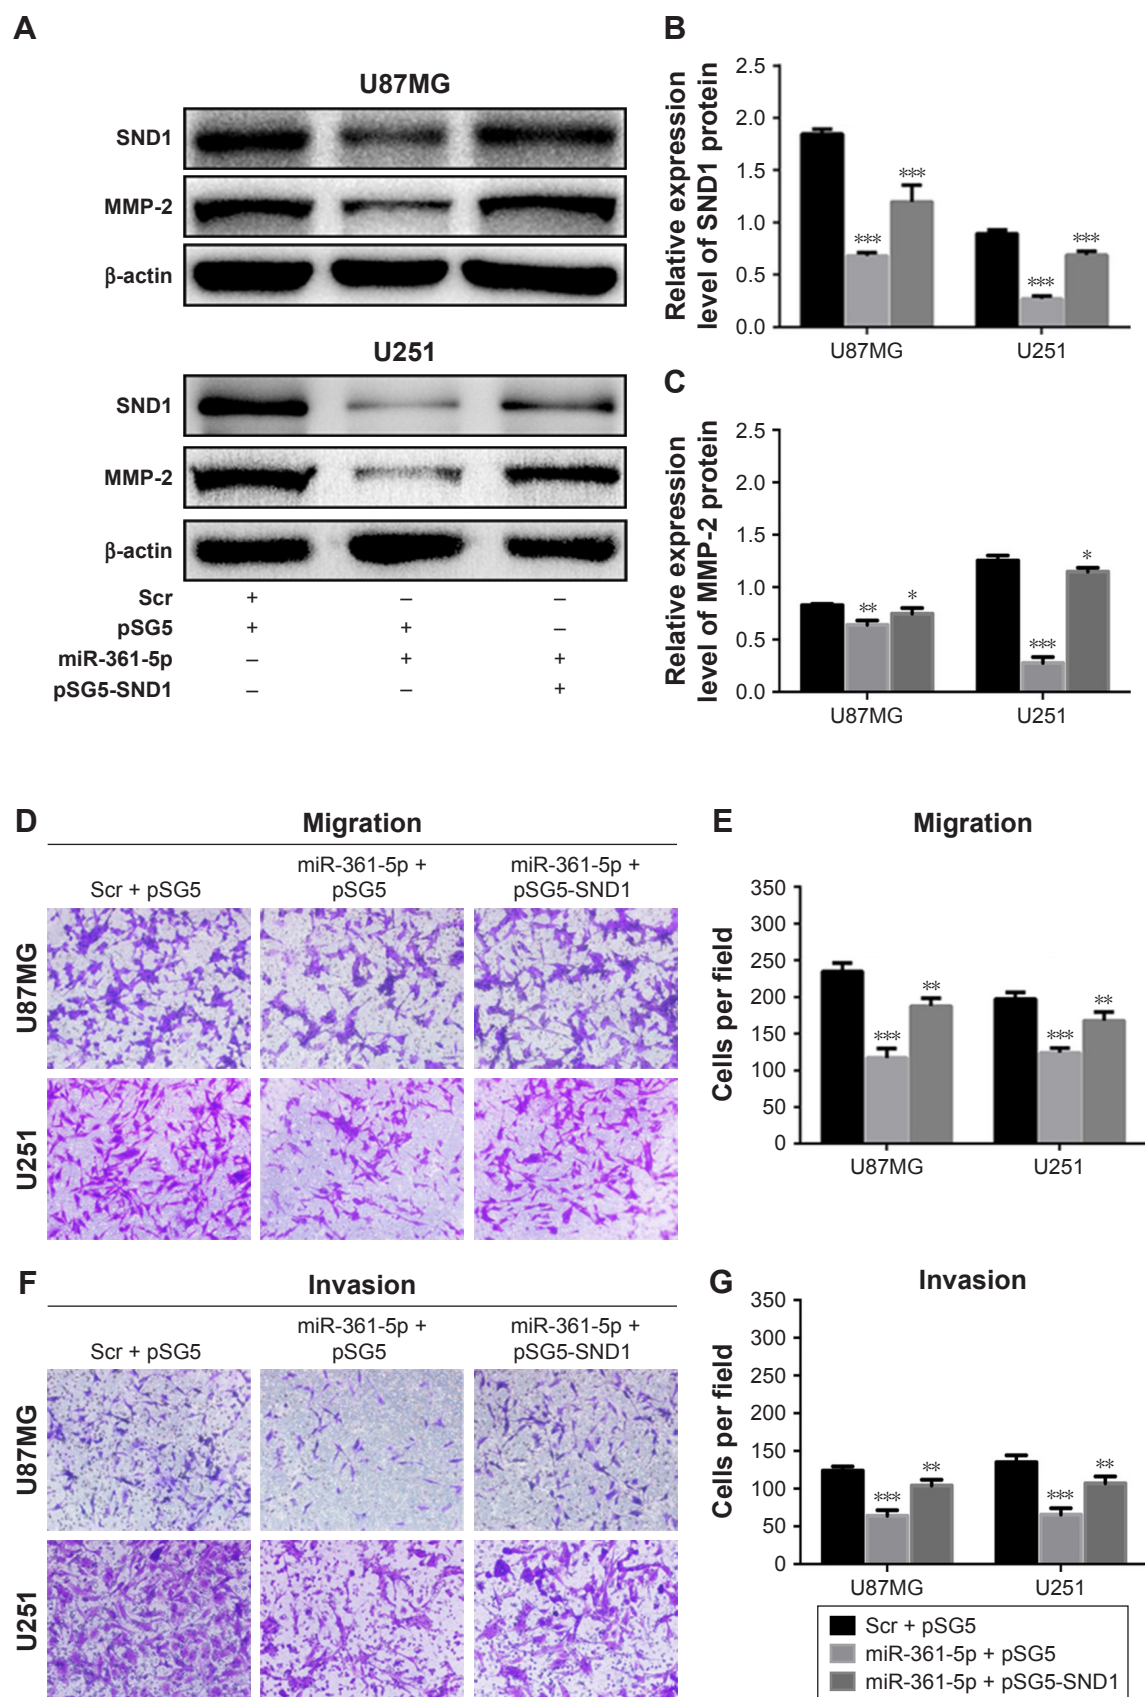 A
U87MG
SND1
MMP-2
β-actin
U251
SND1
MMP-2
β-actin
Scr + – –
pSG5 + + –
miR-361-5p – + +
pSG5-SND1 – – +
B
Relative expression
level of SND1 protein
2.5
2.0
1.5
1.0
0.5
0.0
*** *** *** ***
U87MG U251
C
Relative expression
level of MMP-2 protein
2.5
2.0
1.5
1.0
0.5
0.0
** * *** *
U87MG U251
D
Migration
Scr + pSG5
miR-361-5p +
pSG5
miR-361-5p +
pSG5-SND1
U87MG
U251
E
Migration
Cells per field
350
300
250
200
150
100
50
0
*** ** *** **
U87MG U251
F
Invasion
Scr + pSG5
miR-361-5p +
pSG5
miR-361-5p +
pSG5-SND1
U87MG
U251
G
Invasion
Cells per field
350
300
250
200
150
100
50
0
*** ** *** **
U87MG U251
Scr + pSG5
miR-361-5p + pSG5
miR-361-5p + pSG5-SND1